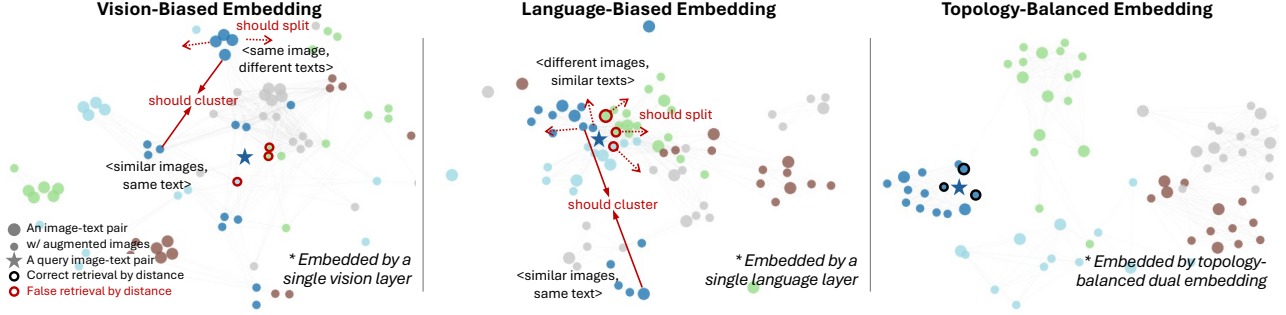 Vision-Biased Embedding
should split
<same image,
different texts>
should cluster
<similar images,
same text>
An image-text pair
w/ augmented images
A query image-text pair
Correct retrieval by distance
False retrieval by distance
* Embedded by a
single vision layer
Language-Biased Embedding
<different images,
similar texts>
should split
should cluster
<similar images,
same text>
* Embedded by a
single language layer
Topology-Balanced Embedding
* Embedded by topology-
balanced dual embedding